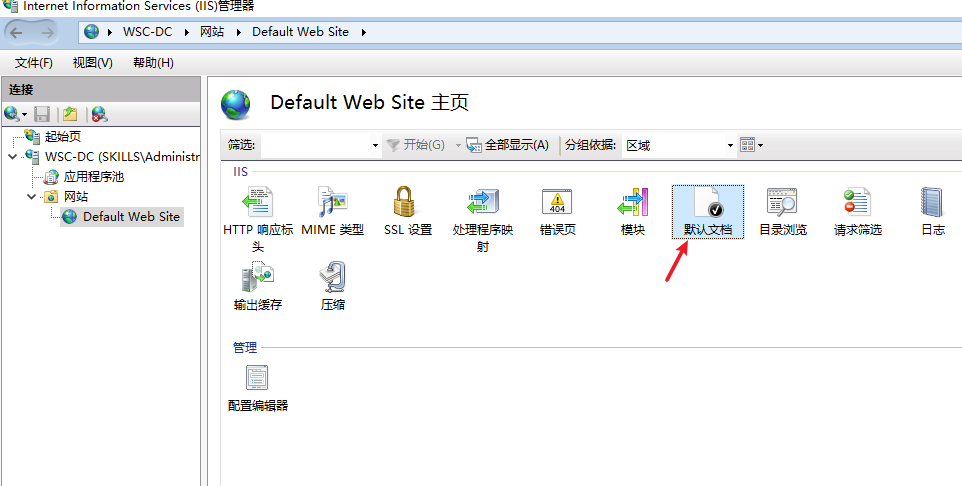 Internet Information Services (IIS)管理器
WSC-DC 网站 Default Web Site
文件(F) 视图(V) 帮助(H)
连接
起始页
WSC-DC (SKILLS\Administr
应用程序池
网站
Default Web Site
Default Web Site 主页
筛选: 开始(G) 全部显示(A) 分组依据: 区域
IIS
HTTP 响应标头
MIME 类型
SSL 设置
处理程序映射
404
错误页
模块
默认文档
目录浏览
请求筛选
日志
输出缓存
压缩
管理
配置编辑器